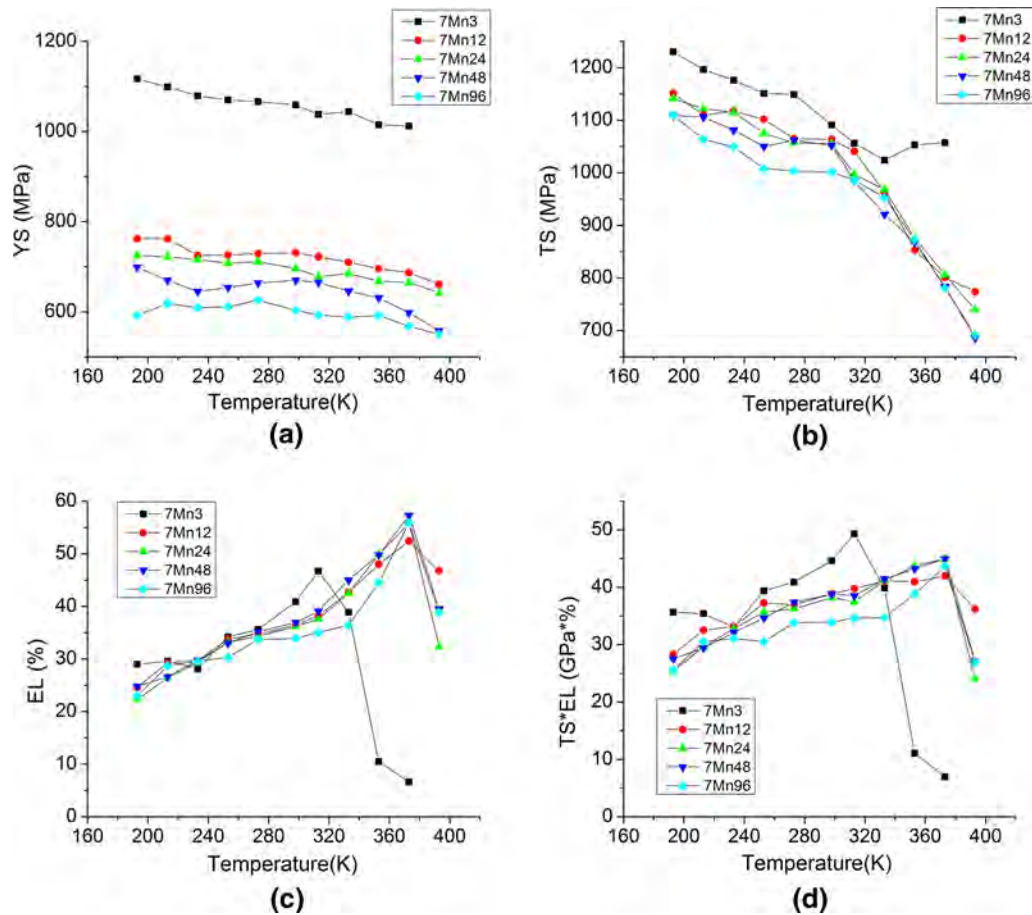 7Mn3
7Mn12
7Mn24
7Mn48
7Mn96
1200
1000
800
600
YS (MPa)
160 200 240 280 320 360 400
Temperature(K)
(a)
7Mn3
7Mn12
7Mn24
7Mn48
7Mn96
1200
1100
1000
900
800
700
TS (MPa)
160 200 240 280 320 360 400
Temperature(K)
(b)
7Mn3
7Mn12
7Mn24
7Mn48
7Mn96
60
50
40
30
20
10
0
EL (%)
160 200 240 280 320 360 400
Temperature(K)
(c)
50
40
30
20
10
0
TS*EL (GPa*%)
7Mn3
7Mn12
7Mn24
7Mn48
7Mn96
160 200 240 280 320 360 400
Temperature(K)
(d)